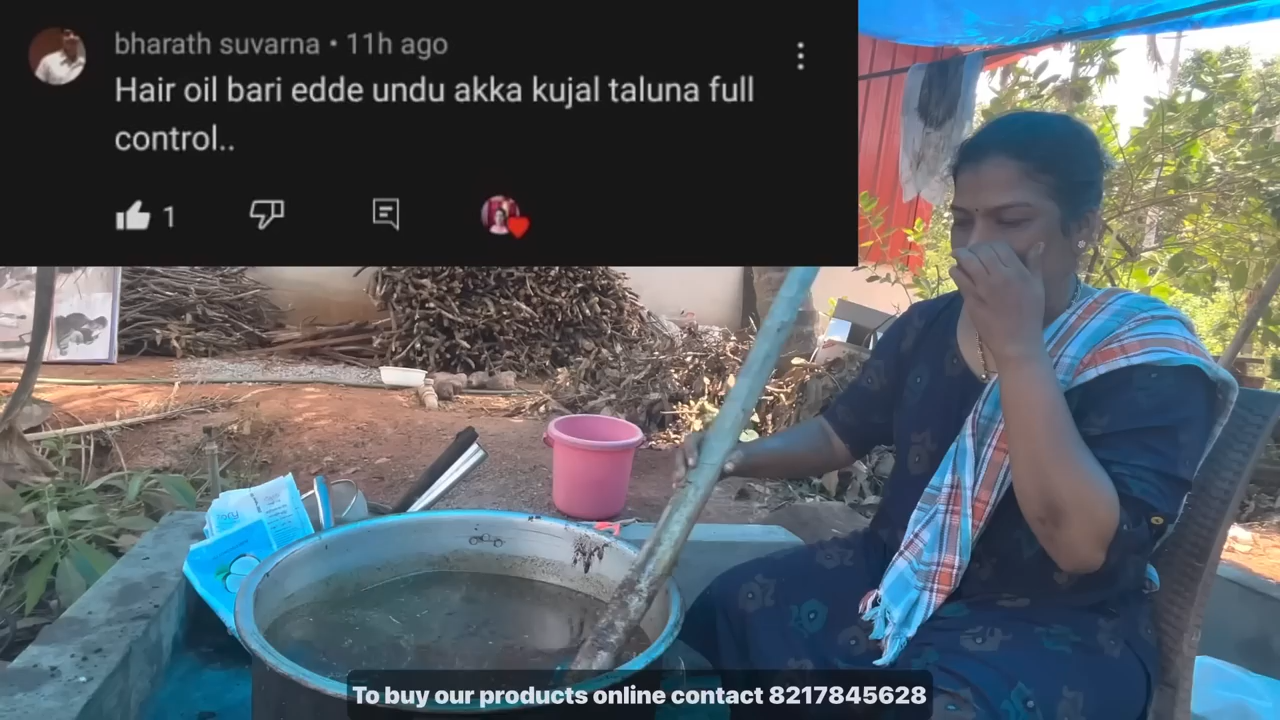 bharath suvarna • 11h ago
Hair oil bari edde undu akka kujal taluna full
control..
1
To buy our products online contact 8217845628